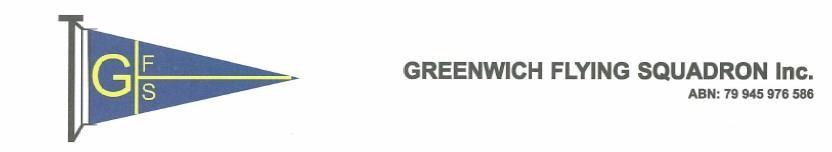 G F
S
GREENWICH FLYING SQUADRON Inc.
ABN: 79 945 976 586